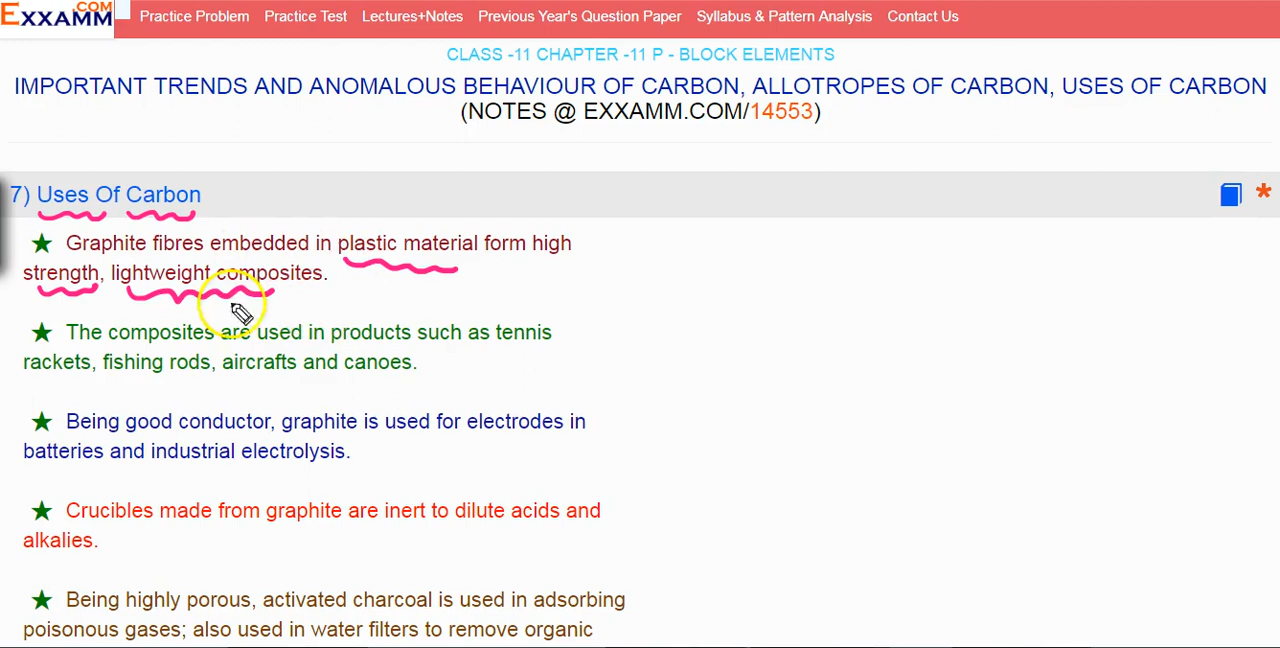 EXXAMM.COM Practice Problem Practice Test Lectures+Notes Previous Year's Question Paper Syllabus & Pattern Analysis Contact Us
CLASS -11 CHAPTER -11 P - BLOCK ELEMENTS
IMPORTANT TRENDS AND ANOMALOUS BEHAVIOUR OF CARBON, ALLOTROPES OF CARBON, USES OF CARBON
(NOTES @ EXXAMM.COM/14553)
7) Uses Of Carbon *
★ Graphite fibres embedded in plastic material form high
strength, lightweight composites.
★ The composites are used in products such as tennis
rackets, fishing rods, aircrafts and canoes.
★ Being good conductor, graphite is used for electrodes in
batteries and industrial electrolysis.
★ Crucibles made from graphite are inert to dilute acids and
alkalies.
★ Being highly porous, activated charcoal is used in adsorbing
poisonous gases; also used in water filters to remove organic